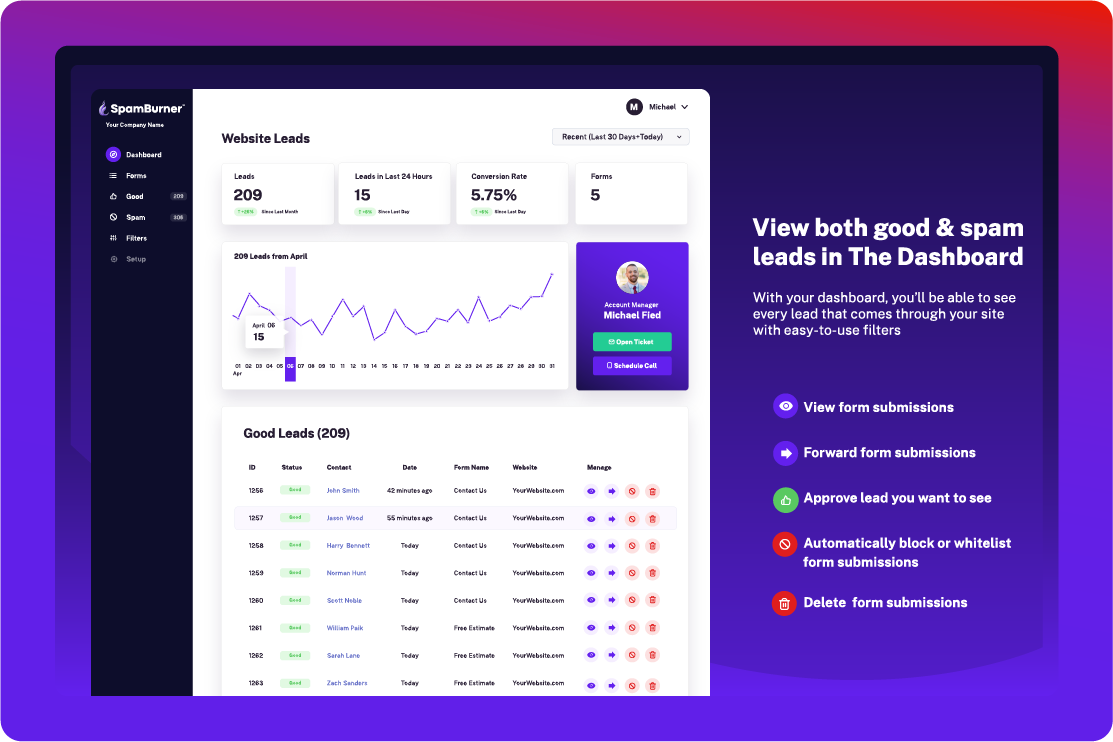 SpamBurner™
Your Company Name
Dashboard
Forms
Good 209
Spam 306
Filters
Setup
M Michael
Website Leads
Recent (Last 30 Days+Today)
Leads
209
Since Last Month
Leads in Last 24 Hours
15
Since Last Day
Conversion Rate
5.75%
Since Last Day
Forms
5
209 Leads from April
April 06
15
01 02 03 04 05 06 07 08 09 10 11 12 13 14 15 16 17 18 19 20 21 22 23 24 25 26 27 28 29 30 31
Apr
Account Manager
Michael Fied
Open Ticket
Schedule Call
Good Leads (209)
ID Status Contact Date Form Name Website Manage
1256 Good John Smith 42 minutes ago Contact Us YourWebsite.com
1257 Good Jason Wood 55 minutes ago Contact Us YourWebsite.com
1258 Good Harry Bennett Today Contact Us YourWebsite.com
1259 Good Norman Hunt Today Contact Us YourWebsite.com
1260 Good Scott Noble Today Contact Us YourWebsite.com
1261 Good William Paik Today Free Estimate YourWebsite.com
1262 Good Sarah Lane Today Free Estimate YourWebsite.com
1263 Good Zach Sanders Today Free Estimate YourWebsite.com
View both good & spam
leads in The Dashboard
With your dashboard, you’ll be able to see
every lead that comes through your site
with easy-to-use filters
View form submissions
Forward form submissions
Approve lead you want to see
Automatically block or whitelist
form submissions
Delete form submissions